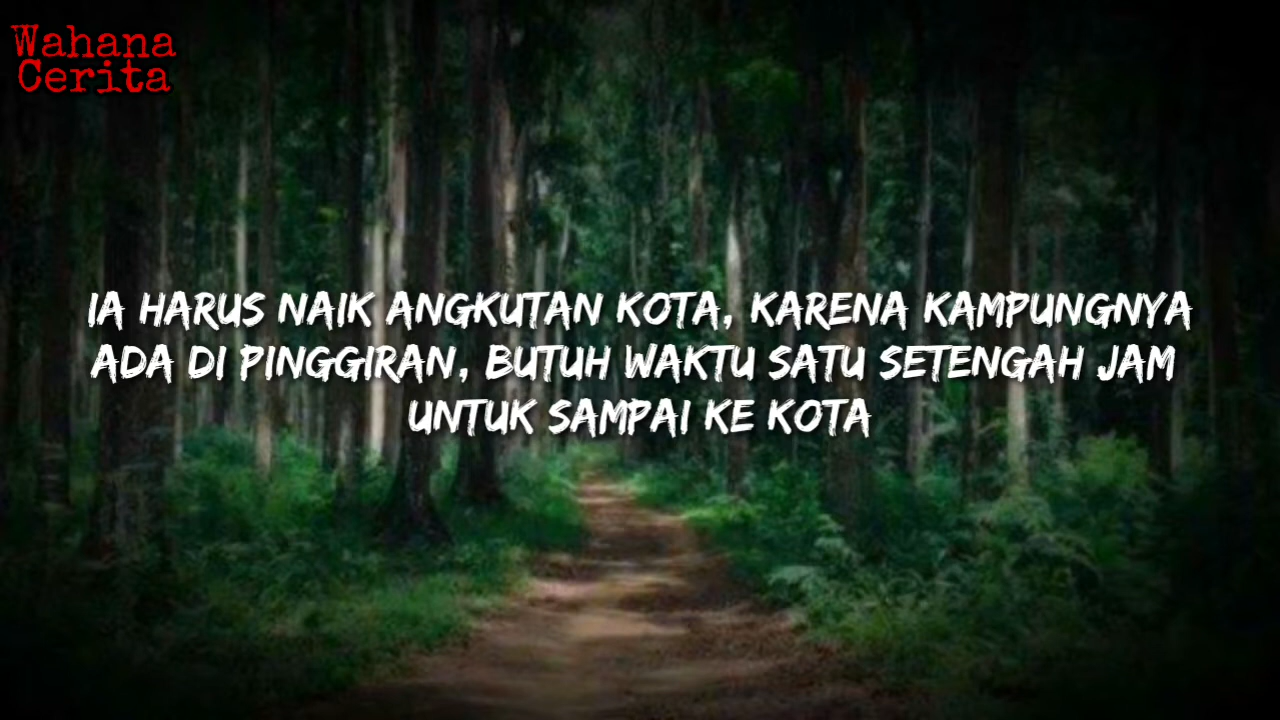 Wahana
Cerita
IA HARUS NAIK ANGKUTAN KOTA, KARENA KAMPUNGNYA
ADA DI PINGGIRAN, BUTUH WAKTU SATU SETENGAH JAM
UNTUK SAMPAI KE KOTA